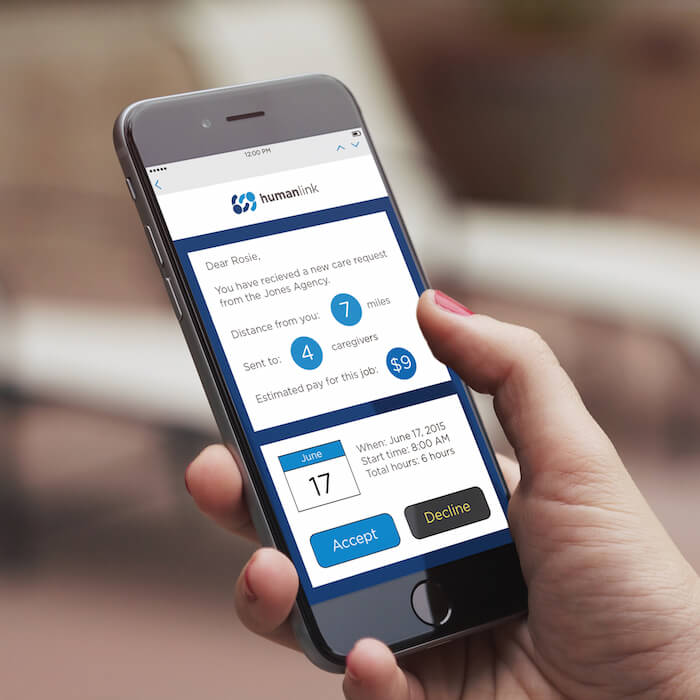 12:00 PM
humanlink
Dear Rosie,
You have recieved a new care request
from the Jones Agency.
Distance from you: 7 miles
Sent to: 4 caregivers
Estimated pay for this job: $9
June
17
When: June 17, 2015
Start time: 8:00 AM
Total hours: 6 hours
Accept
Decline